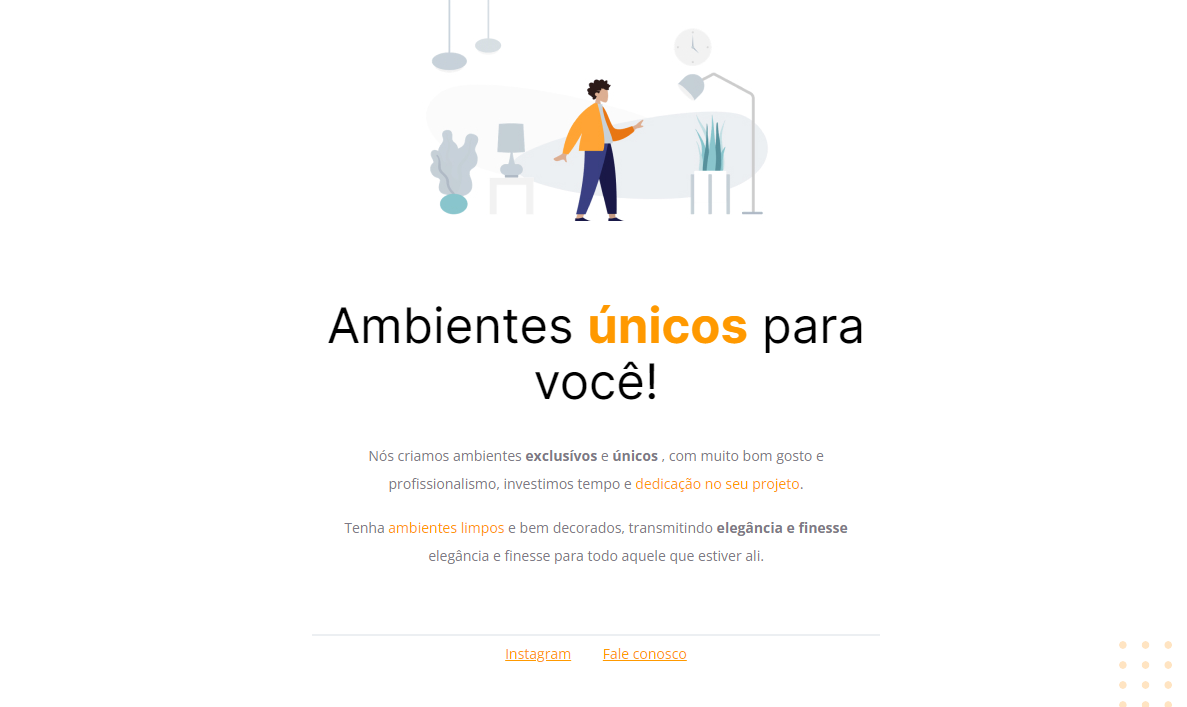 Ambientes únicos para
você!
Nós criamos ambientes exclusívos e únicos , com muito bom gosto e
profissionalismo, investimos tempo e dedicação no seu projeto.
Tenha ambientes limpos e bem decorados, transmitindo elegância e finesse
elegância e finesse para todo aquele que estiver ali.
Instagram Fale conosco